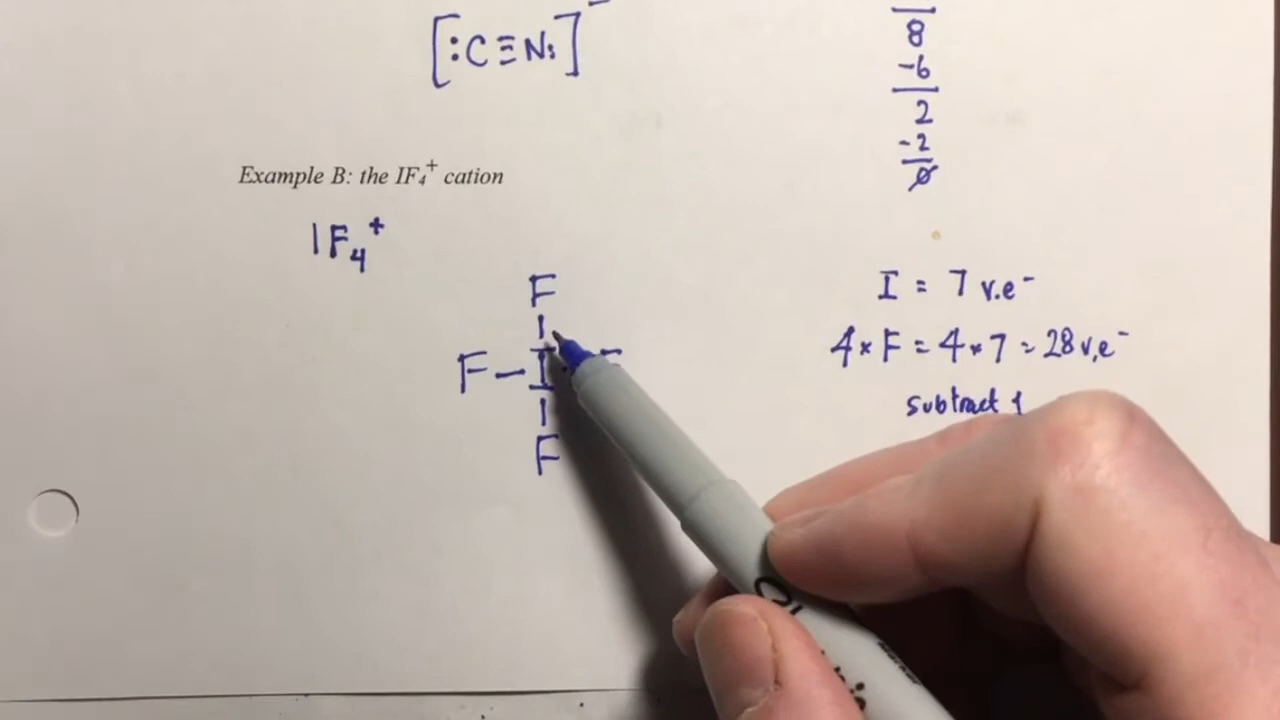 [:C≡N:]⁻
8
-6
2
-2
0
Example B: the IF₄⁺ cation
IF₄⁺
F
F-I
F
I = 7 v.e⁻
4×F = 4×7 = 28 v.e⁻
subtract 1